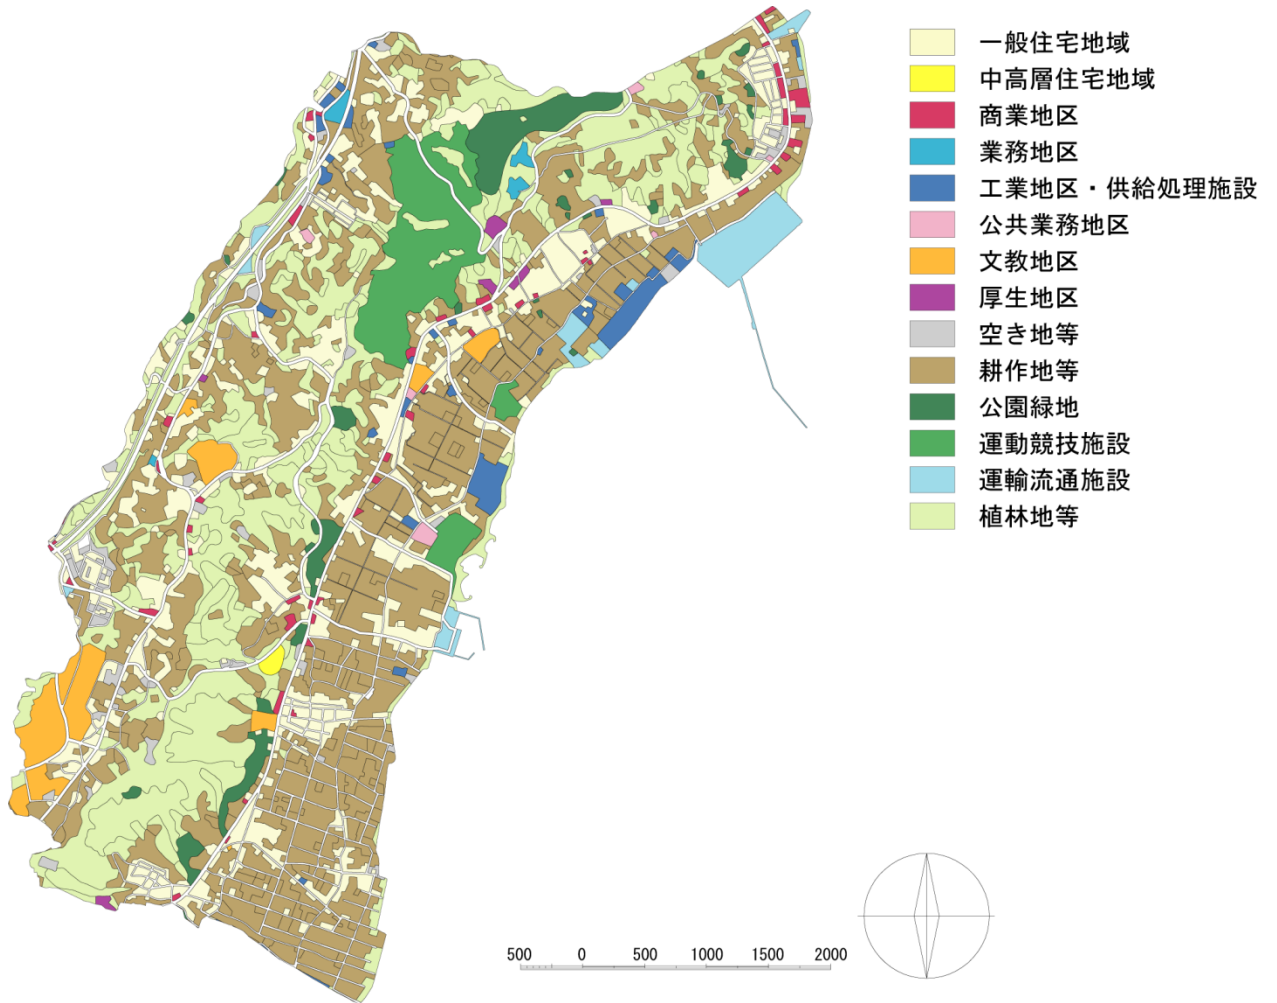 一般住宅地域
中高層住宅地域
商業地区
業務地区
工業地区・供給処理施設
公共業務地区
文教地区
厚生地区
空き地等
耕作地等
公園緑地
運動競技施設
運輸流通施設
植林地等
500 0 500 1000 1500 2000